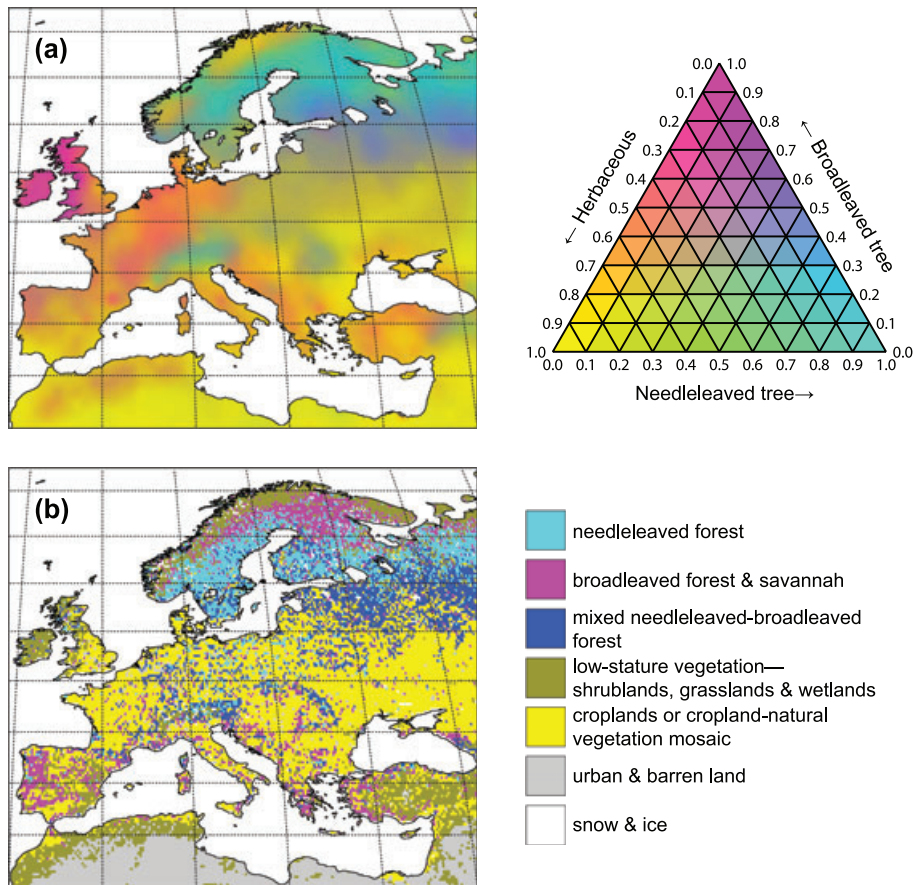 (a)
0.0 1.0
0.1 0.9
0.2 0.8
0.3 0.7
0.4 0.6
0.5 0.5
0.6 0.4
0.7 0.3
0.8 0.2
0.9 0.1
1.0 0.0
← Herbaceous
← Broadleaved tree
0.0 0.1 0.2 0.3 0.4 0.5 0.6 0.7 0.8 0.9 1.0
Needleleaved tree→
(b)
needleleaved forest
broadleaved forest & savannah
mixed needleleaved-broadleaved
forest
low-stature vegetation—
shrublands, grasslands & wetlands
croplands or cropland-natural
vegetation mosaic
urban & barren land
snow & ice